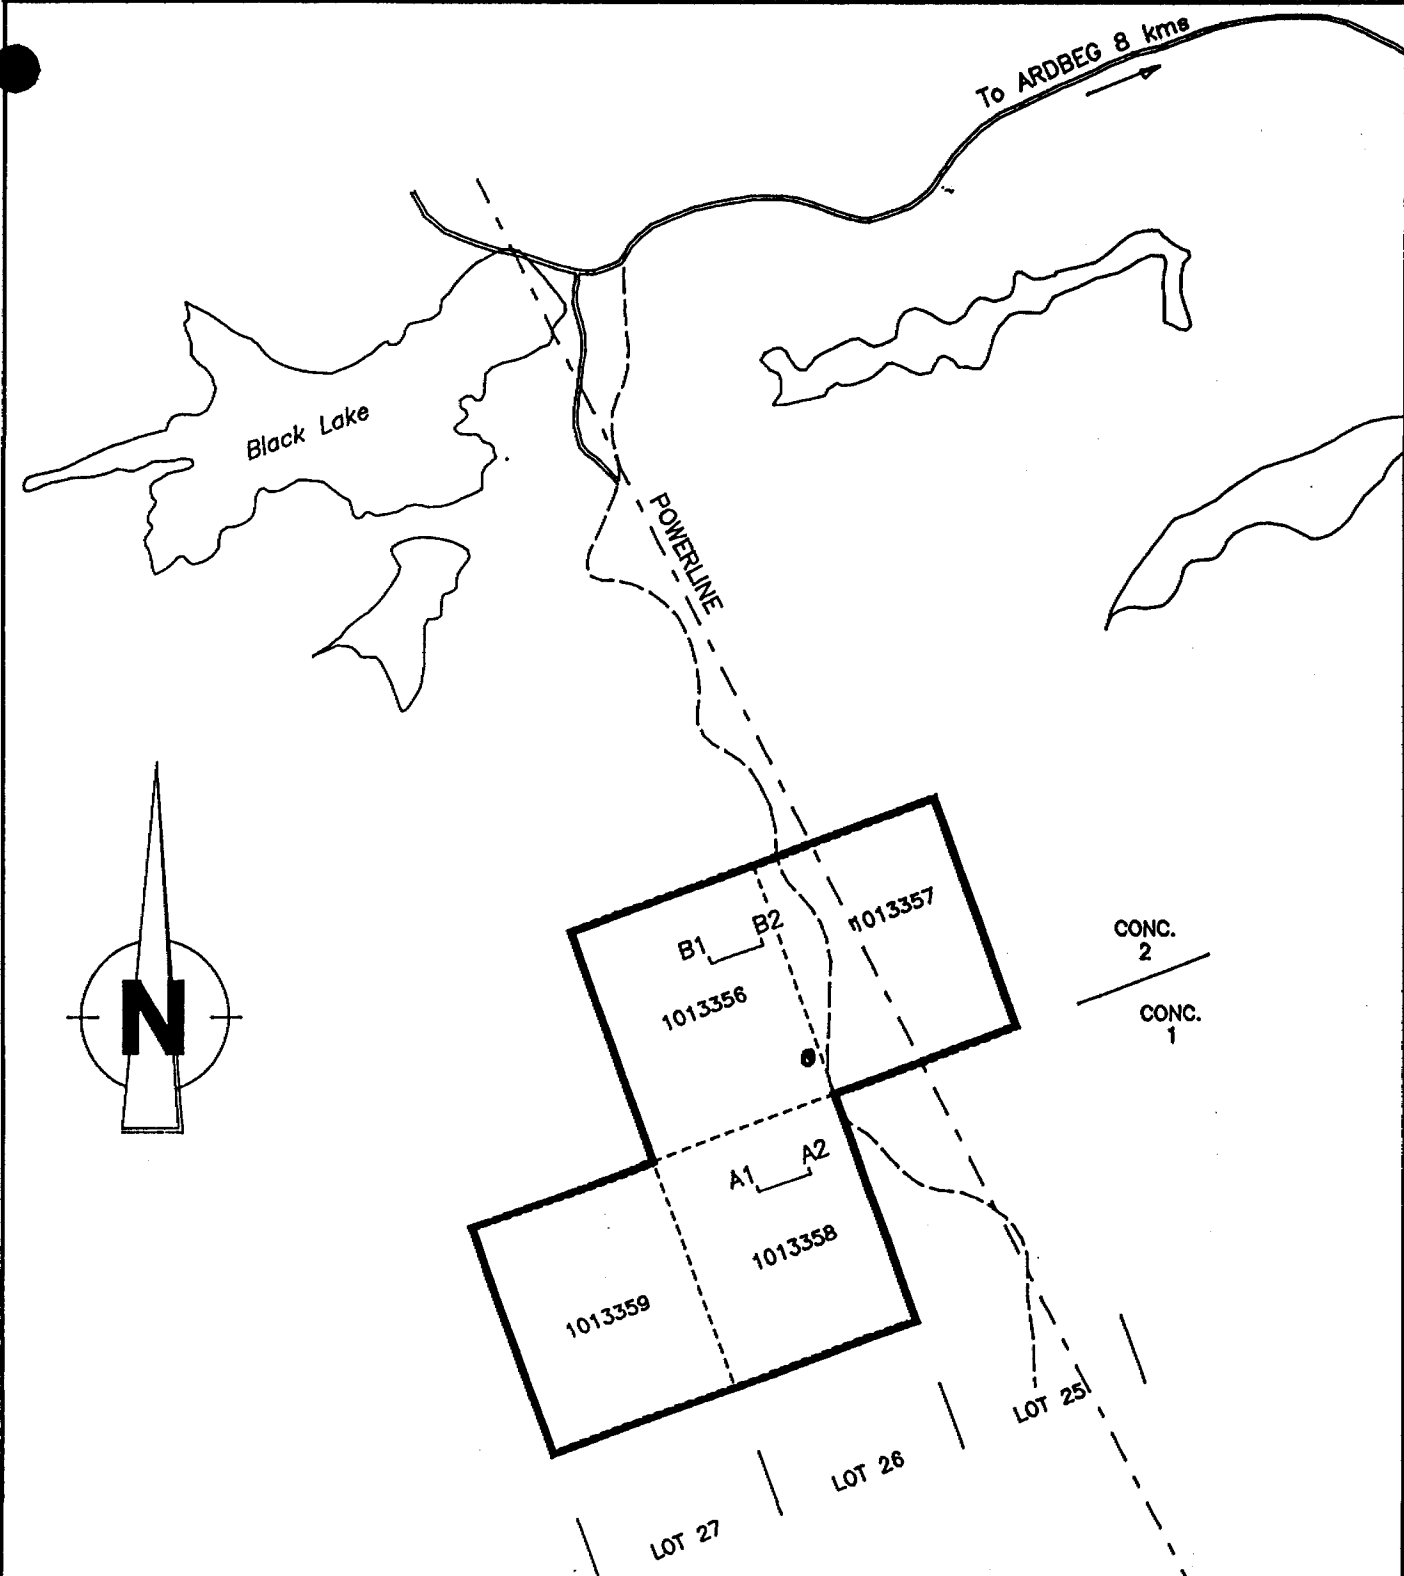 To ARDBEG 8 kms
Black Lake
POWERLINE
1013357
B1 B2
1013356
CONC.
2
CONC.
1
N
A1 A2
1013358
1013359
LOT 25
LOT 26
LOT 27